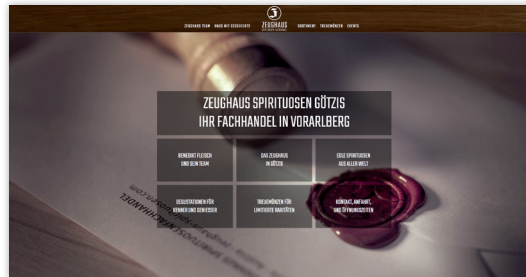 ZEUGHAUS TEAM HAUS MIT GESCHICHTE ZEUGHAUS SORTIMENT TREUEMÜNZEN EVENTS
ZEUGHAUS SPIRITUOSEN GÖTZIS
IHR FACHHANDEL IN VORARLBERG
BENEDIKT FLEISCH
UND SEIN TEAM
DAS ZEUGHAUS
IN GÖTZIS
EDLE SPIRITUOSEN
AUS ALLER WELT
DEGUSTATIONEN FÜR
KENNER UND GENIESSER
TREUEMÜNZEN FÜR
LIMITIERTE RARITÄTEN
KONTAKT, ANFAHRT,
UND ÖFFNUNGSZEITEN